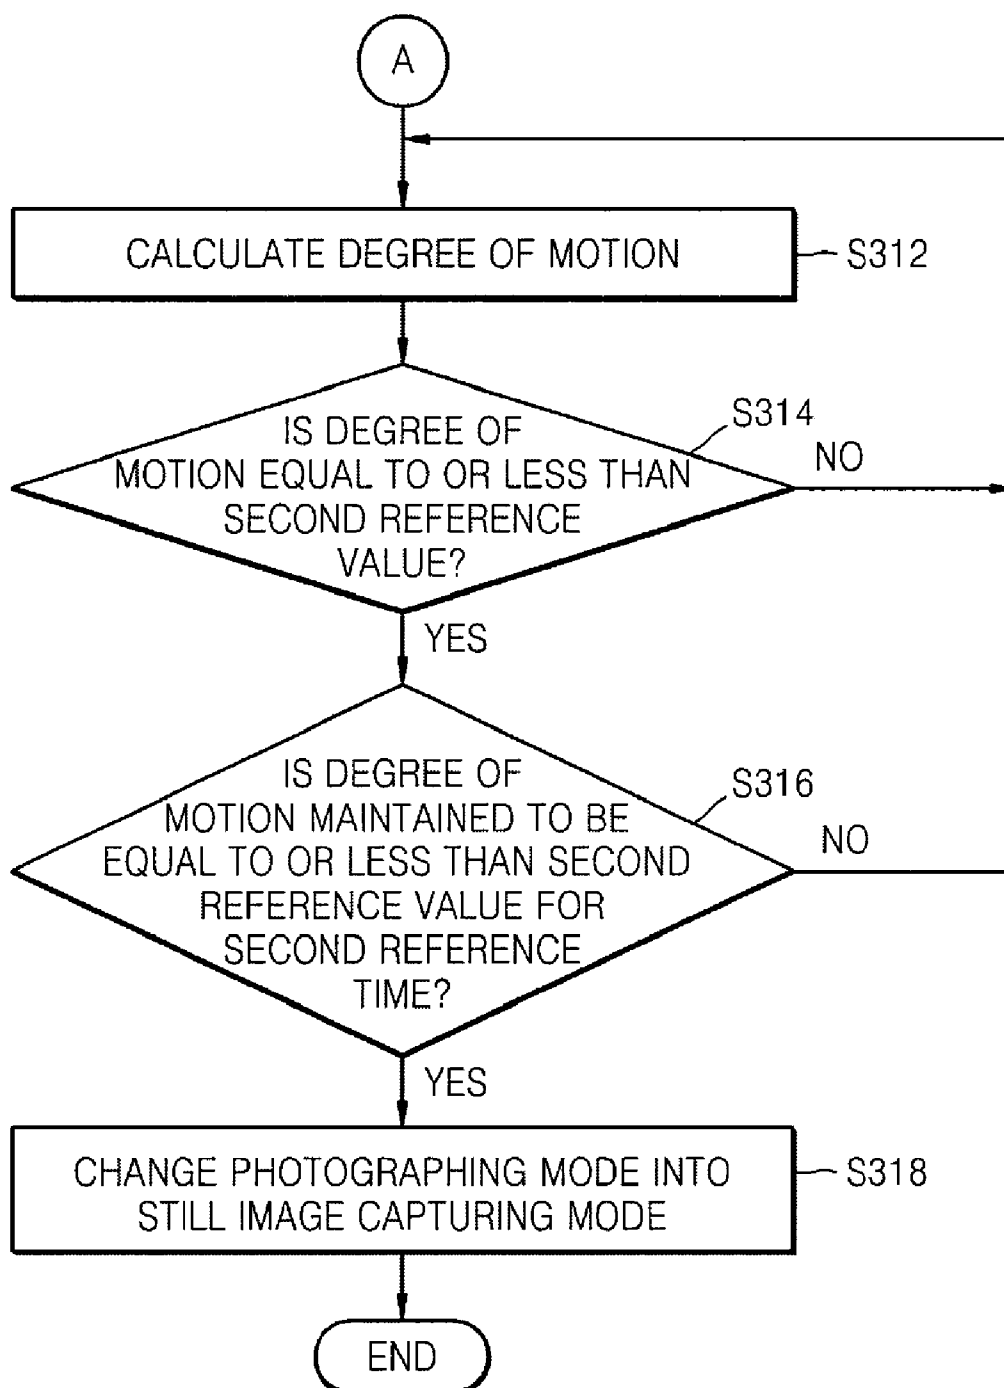 A
CALCULATE DEGREE OF MOTION
S312
IS DEGREE OF
MOTION EQUAL TO OR LESS THAN
SECOND REFERENCE
VALUE?
S314
NO
YES
IS DEGREE OF
MOTION MAINTAINED TO BE
EQUAL TO OR LESS THAN SECOND
REFERENCE VALUE FOR
SECOND REFERENCE
TIME?
S316
NO
YES
CHANGE PHOTOGRAPHING MODE INTO
STILL IMAGE CAPTURING MODE
S318
END